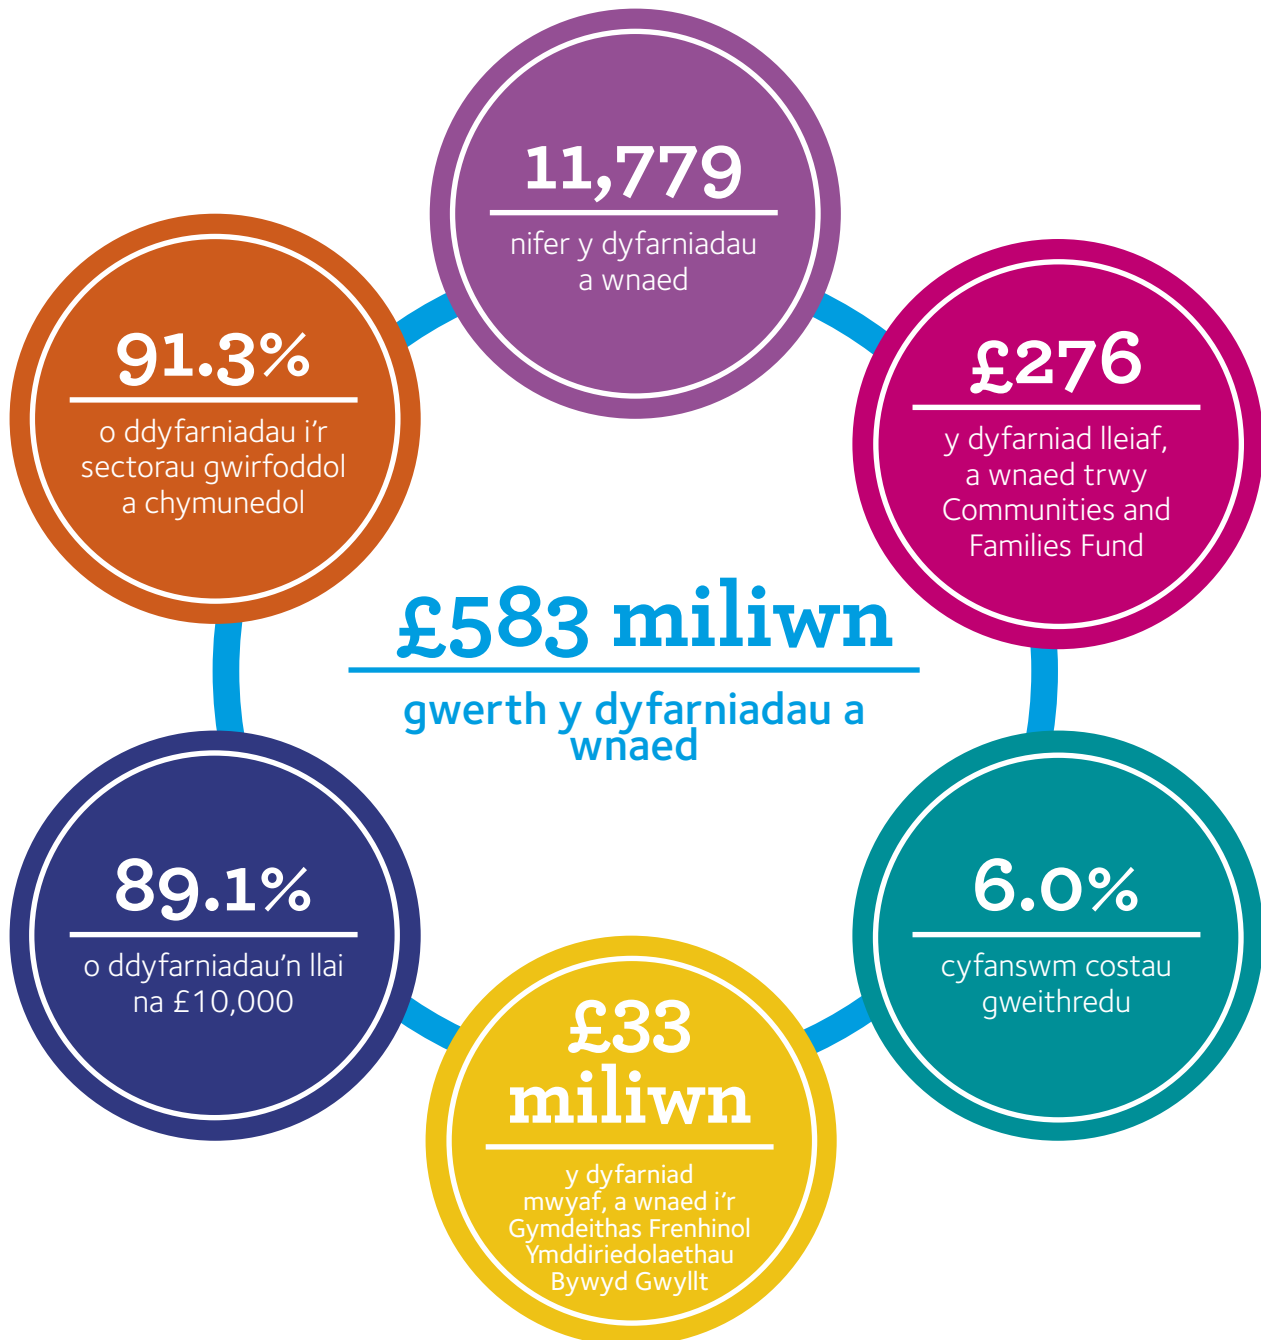 11,779
nifer y dyfarniadau
a wnaed
91.3%
o ddyfarniadau i’r
sectorau gwirfoddol
a chymunedol
£276
y dyfarniad lleiaf,
a wnaed trwy
Communities and
Families Fund
£583 miliwn
gwerth y dyfarniadau a
wnaed
89.1%
o ddyfarniadau’n llai
na £10,000
6.0%
cyfanswm costau
gweithredu
£33
miliwn
y dyfarniad
mwyaf, a wnaed i’r
Gymdeithas Frenhinol
Ymddiriedolaethau
Bywyd Gwyllt